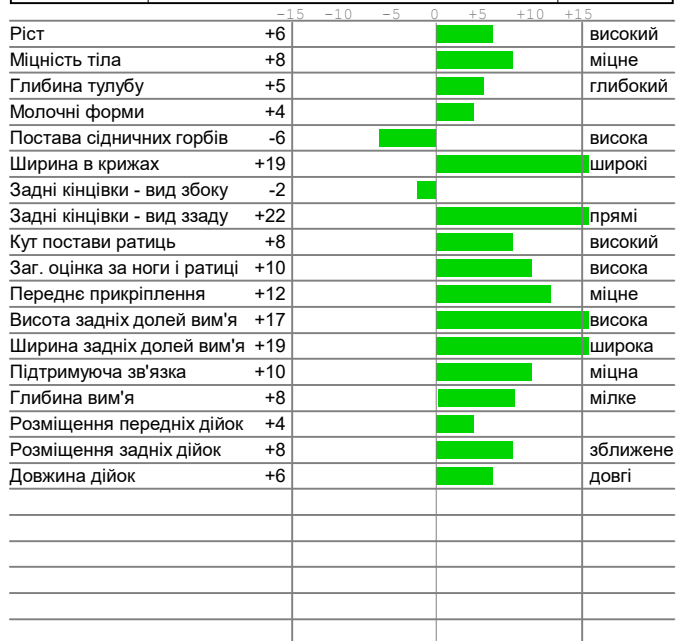 -15 -10 -5 0 +5 +10 +15
Ріст +6 високий
Міцність тіла +8 міцне
Глибина тулубу +5 глибокий
Молочні форми +4
Постава сідничних горбів -6 висока
Ширина в крижах +19 широкі
Задні кінцівки - вид збоку -2
Задні кінцівки - вид ззаду +22 прямі
Кут постави ратиць +8 високий
Заг. оцінка за ноги і ратиці +10 висока
Переднє прикріплення +12 міцне
Висота задніх долей вим'я +17 висока
Ширина задніх долей вим'я +19 широка
Підтримуюча зв'язка +10 міцна
Глибина вим'я +8 мілке
Розміщення передніх дійок +4
Розміщення задніх дійок +8 зближене
Довжина дійок +6 довгі